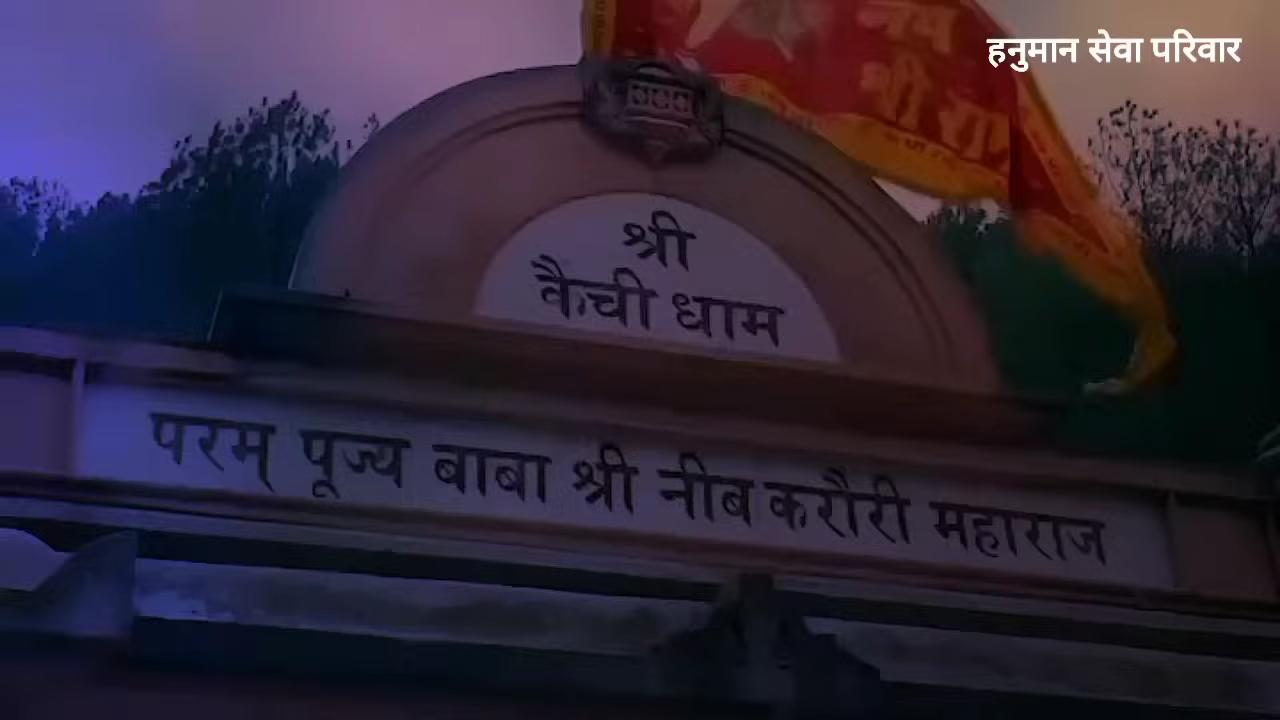 हनुमान सेवा परिवार
श्री
कैची धाम
परम् पूज्य बाबा श्री नीब करौरी महाराज